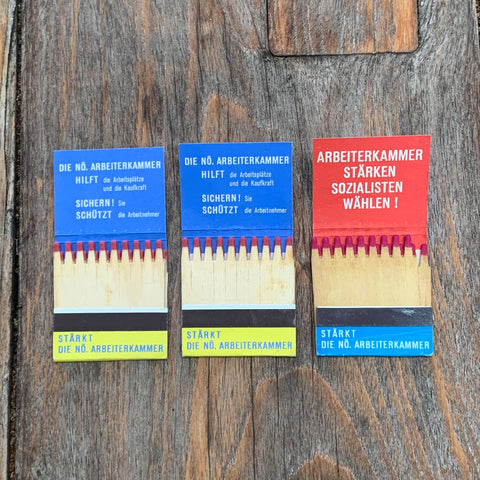 DIE NÖ. ARBEITERKAMMER
HILFT die Arbeitsplätze
und die Kaufkraft
SICHERN! Sie
SCHÜTZT die Arbeitnehmer
STÄRKT
DIE NÖ. ARBEITERKAMMER
DIE NÖ. ARBEITERKAMMER
HILFT die Arbeitsplätze
und die Kaufkraft
SICHERN! Sie
SCHÜTZT die Arbeitnehmer
STÄRKT
DIE NÖ. ARBEITERKAMMER
ARBEITERKAMMER
STÄRKEN
SOZIALISTEN
WÄHLEN !
STÄRKT
DIE NÖ. ARBEITERKAMMER